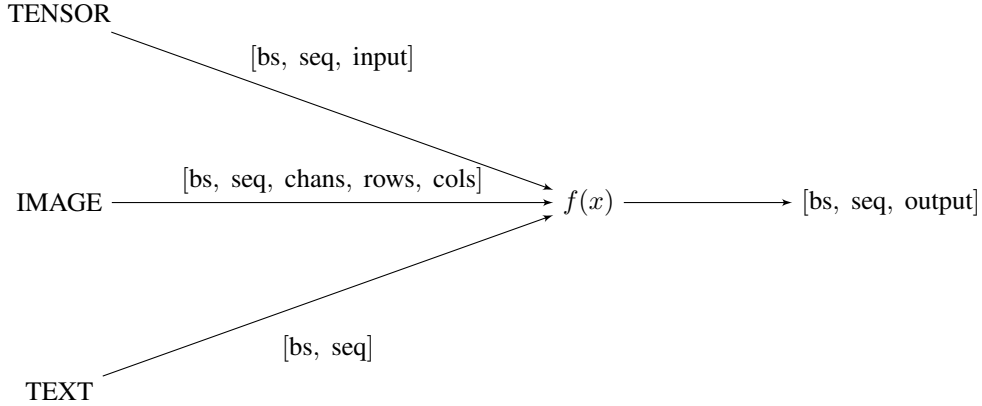 TENSOR
[bs, seq, input]
[bs, seq, chans, rows, cols]
IMAGE
f(x)
[bs, seq, output]
[bs, seq]
TEXT